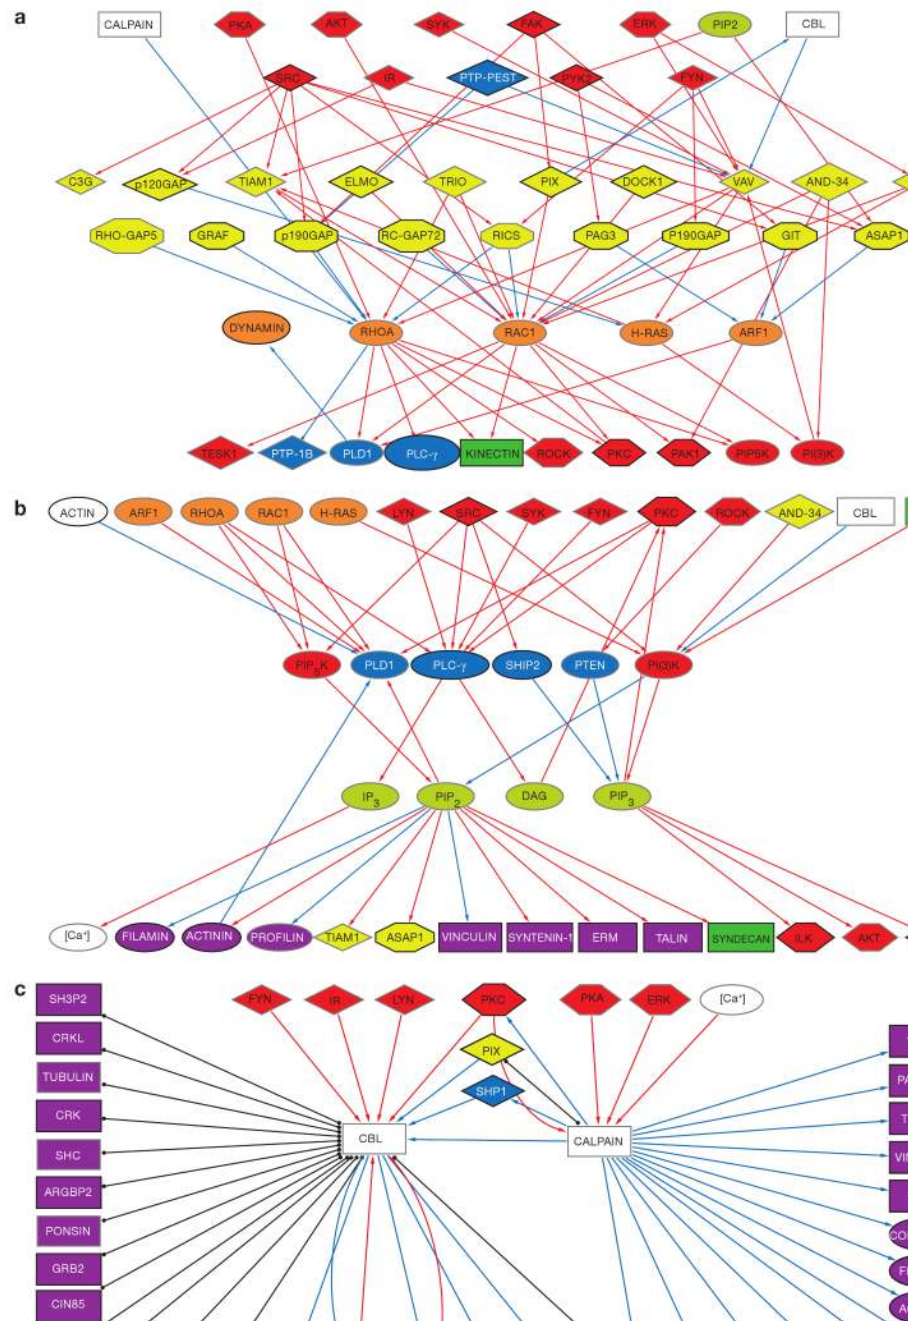 a
CALPAIN PKA AKT SYK FAK ERK PIP2 CBL
SRC IR PTP-PEST PYK2 FYN
C3G p120GAP TIAM1 ELMO TRIO PIX DOCK1 VAV AND-34
RHO-GAP5 GRAF p190GAP RC-GAP72 RICS PAG3 P190GAP GIT ASAP1
DYNAMIN RHOA RAC1 H-RAS ARF1
TESK1 PTP-1B PLD1 PLC-γ KINECTIN ROCK PKC PAK1 PIP5K PI(3)K
b
ACTIN ARF1 RHOA RAC1 H-RAS LYN SRC SYK FYN PKC ROCK AND-34 CBL
PIP5K PLD1 PLC-γ SHIP2 PTEN PI(3)K
IP3 PIP2 DAG PIP3
[Ca+] FILAMIN ACTININ PROFILIN TIAM1 ASAP1 VINCULIN SYNTENIN-1 ERM TALIN SYNDECAN ILK AKT
c
SH3P2 FYN IR LYN PKC PKA ERK [Ca+]
CRKL PIX
TUBULIN SHP1 PA
CRK T
CBL CALPAIN
SHC VIN
ARGBP2
PONSIN CO
GRB2 F
CIN85 A